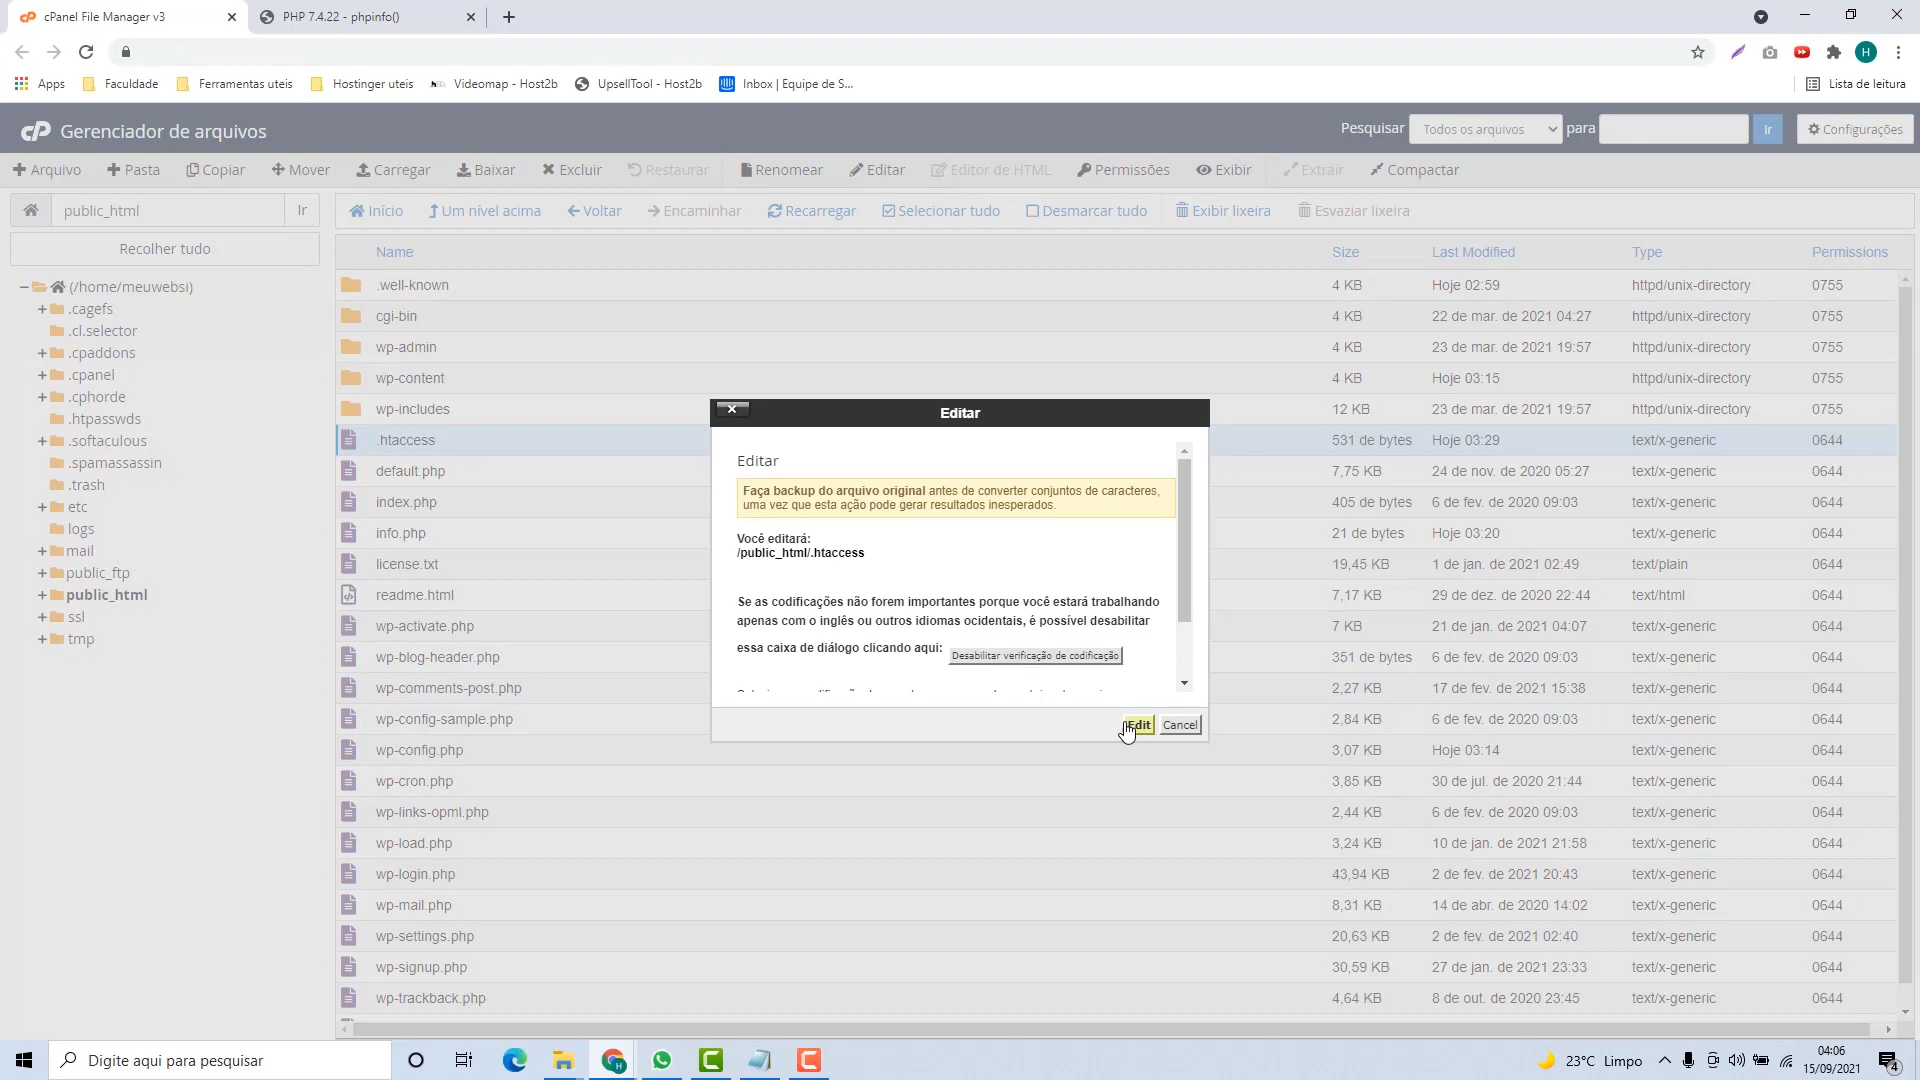 cPanel File Manager v3
PHP 7.4.22 - phpinfo()
Apps
Faculdade
Ferramentas uteis
Hostinger uteis
Videomap - Host2b
UpsellTool - Host2b
Inbox | Equipe de S...
Lista de leitura
Gerenciador de arquivos
Pesquisar
Todos os arquivos
para
Ir
Configurações
Arquivo
Pasta
Copiar
Mover
Carregar
Baixar
Excluir
Restaurar
Renomear
Editar
Editor de HTML
Permissões
Exibir
Extrair
Compactar
public_html
Ir
Início
Um nível acima
Voltar
Encaminhar
Recarregar
Selecionar tudo
Desmarcar tudo
Exibir lixeira
Esvaziar lixeira
Recolher tudo
(/home/meuwebsi)
.cagefs
.cl.selector
.cpaddons
.cpanel
.cphorde
.htpasswds
.softaculous
.spamassassin
.trash
etc
logs
mail
public_ftp
public_html
ssl
tmp
Name Size Last Modified Type Permissions
.well-known 4 KB Hoje 02:59 httpd/unix-directory 0755
cgi-bin 4 KB 22 de mar. de 2021 04:27 httpd/unix-directory 0755
wp-admin 4 KB 23 de mar. de 2021 19:57 httpd/unix-directory 0755
wp-content 4 KB Hoje 03:15 httpd/unix-directory 0755
wp-includes 12 KB 23 de mar. de 2021 19:57 httpd/unix-directory 0755
.htaccess 531 de bytes Hoje 03:29 text/x-generic 0644
default.php 7,75 KB 24 de nov. de 2020 05:27 text/x-generic 0644
index.php 405 de bytes 6 de fev. de 2020 09:03 text/x-generic 0644
info.php 21 de bytes Hoje 03:20 text/x-generic 0644
license.txt 19,45 KB 1 de jan. de 2021 02:49 text/plain 0644
readme.html 7,17 KB 29 de dez. de 2020 22:44 text/html 0644
wp-activate.php 7 KB 21 de jan. de 2021 04:07 text/x-generic 0644
wp-blog-header.php 351 de bytes 6 de fev. de 2020 09:03 text/x-generic 0644
wp-comments-post.php 2,27 KB 17 de fev. de 2021 15:38 text/x-generic 0644
wp-config-sample.php 2,84 KB 6 de fev. de 2020 09:03 text/x-generic 0644
wp-config.php 3,07 KB Hoje 03:14 text/x-generic 0644
wp-cron.php 3,85 KB 30 de jul. de 2020 21:44 text/x-generic 0644
wp-links-opml.php 2,44 KB 6 de fev. de 2020 09:03 text/x-generic 0644
wp-load.php 3,24 KB 10 de jan. de 2021 21:58 text/x-generic 0644
wp-login.php 43,94 KB 2 de fev. de 2021 20:43 text/x-generic 0644
wp-mail.php 8,31 KB 14 de abr. de 2020 14:02 text/x-generic 0644
wp-settings.php 20,63 KB 2 de fev. de 2021 02:40 text/x-generic 0644
wp-signup.php 30,59 KB 27 de jan. de 2021 23:33 text/x-generic 0644
wp-trackback.php 4,64 KB 8 de out. de 2020 23:45 text/x-generic 0644
Editar
Editar
Faça backup do arquivo original antes de converter conjuntos de caracteres,
uma vez que esta ação pode gerar resultados inesperados.
Você editará:
/public_html/.htaccess
Se as codificações não forem importantes porque você estará trabalhando
apenas com o inglês ou outros idiomas ocidentais, é possível desabilitar
essa caixa de diálogo clicando aqui: Desabilitar verificação de codificação
Edit
Cancel
Digite aqui para pesquisar
23°C Limpo
04:06
15/09/2021
4